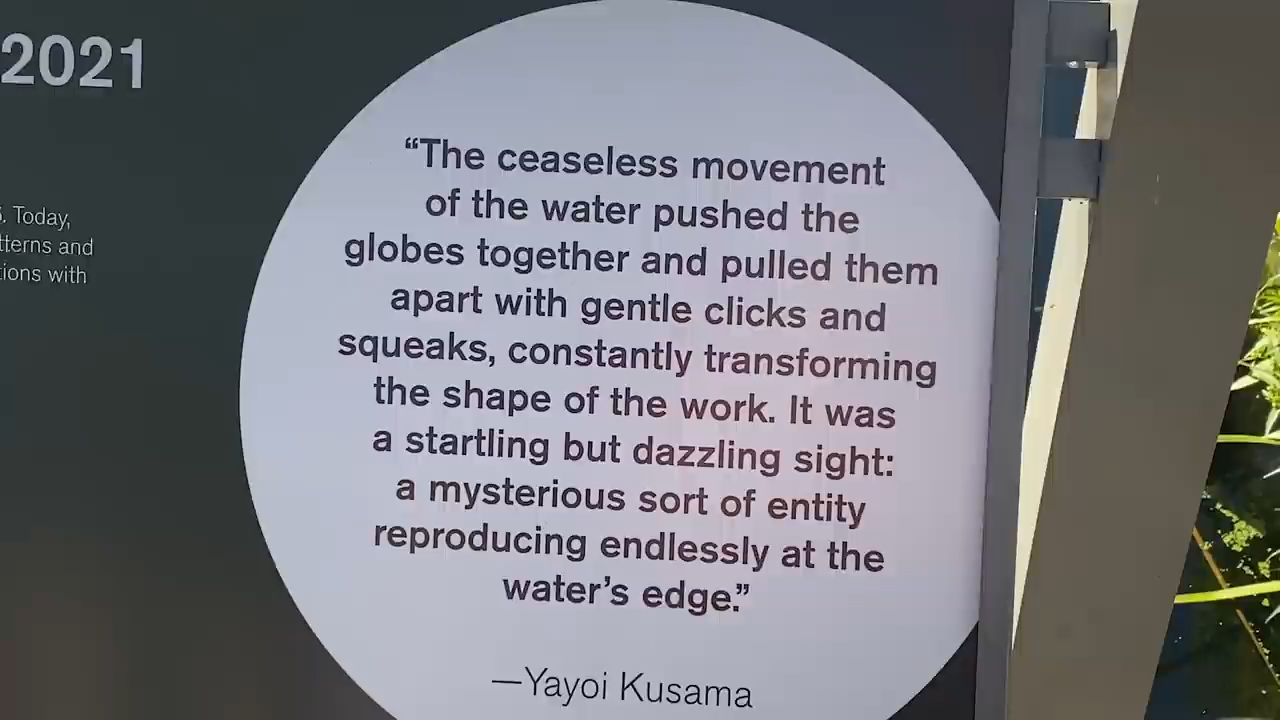 2021
Today,
and
with
“The ceaseless movement
of the water pushed the
globes together and pulled them
apart with gentle clicks and
squeaks, constantly transforming
the shape of the work. It was
a startling but dazzling sight:
a mysterious sort of entity
reproducing endlessly at the
water’s edge.”
—Yayoi Kusama